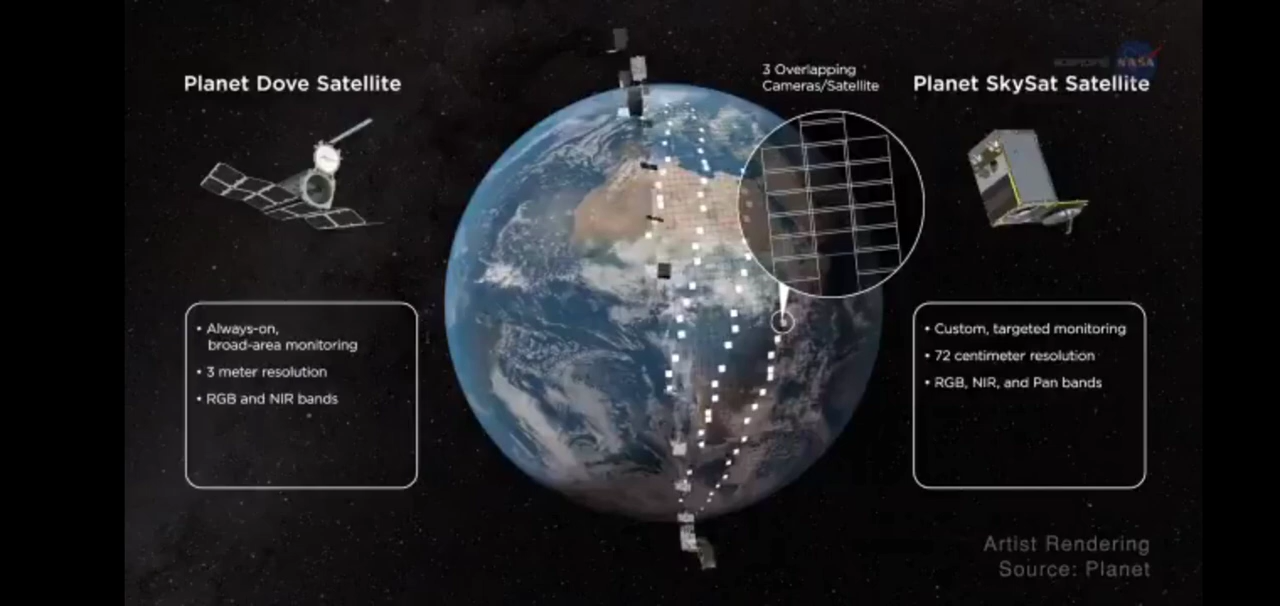 Planet Dove Satellite
• Always-on,
broad-area monitoring
• 3 meter resolution
• RGB and NIR bands
3 Overlapping
Cameras/Satellite
Planet SkySat Satellite
NASA
• Custom, targeted monitoring
• 72 centimeter resolution
• RGB, NIR, and Pan bands
Artist Rendering
Source: Planet